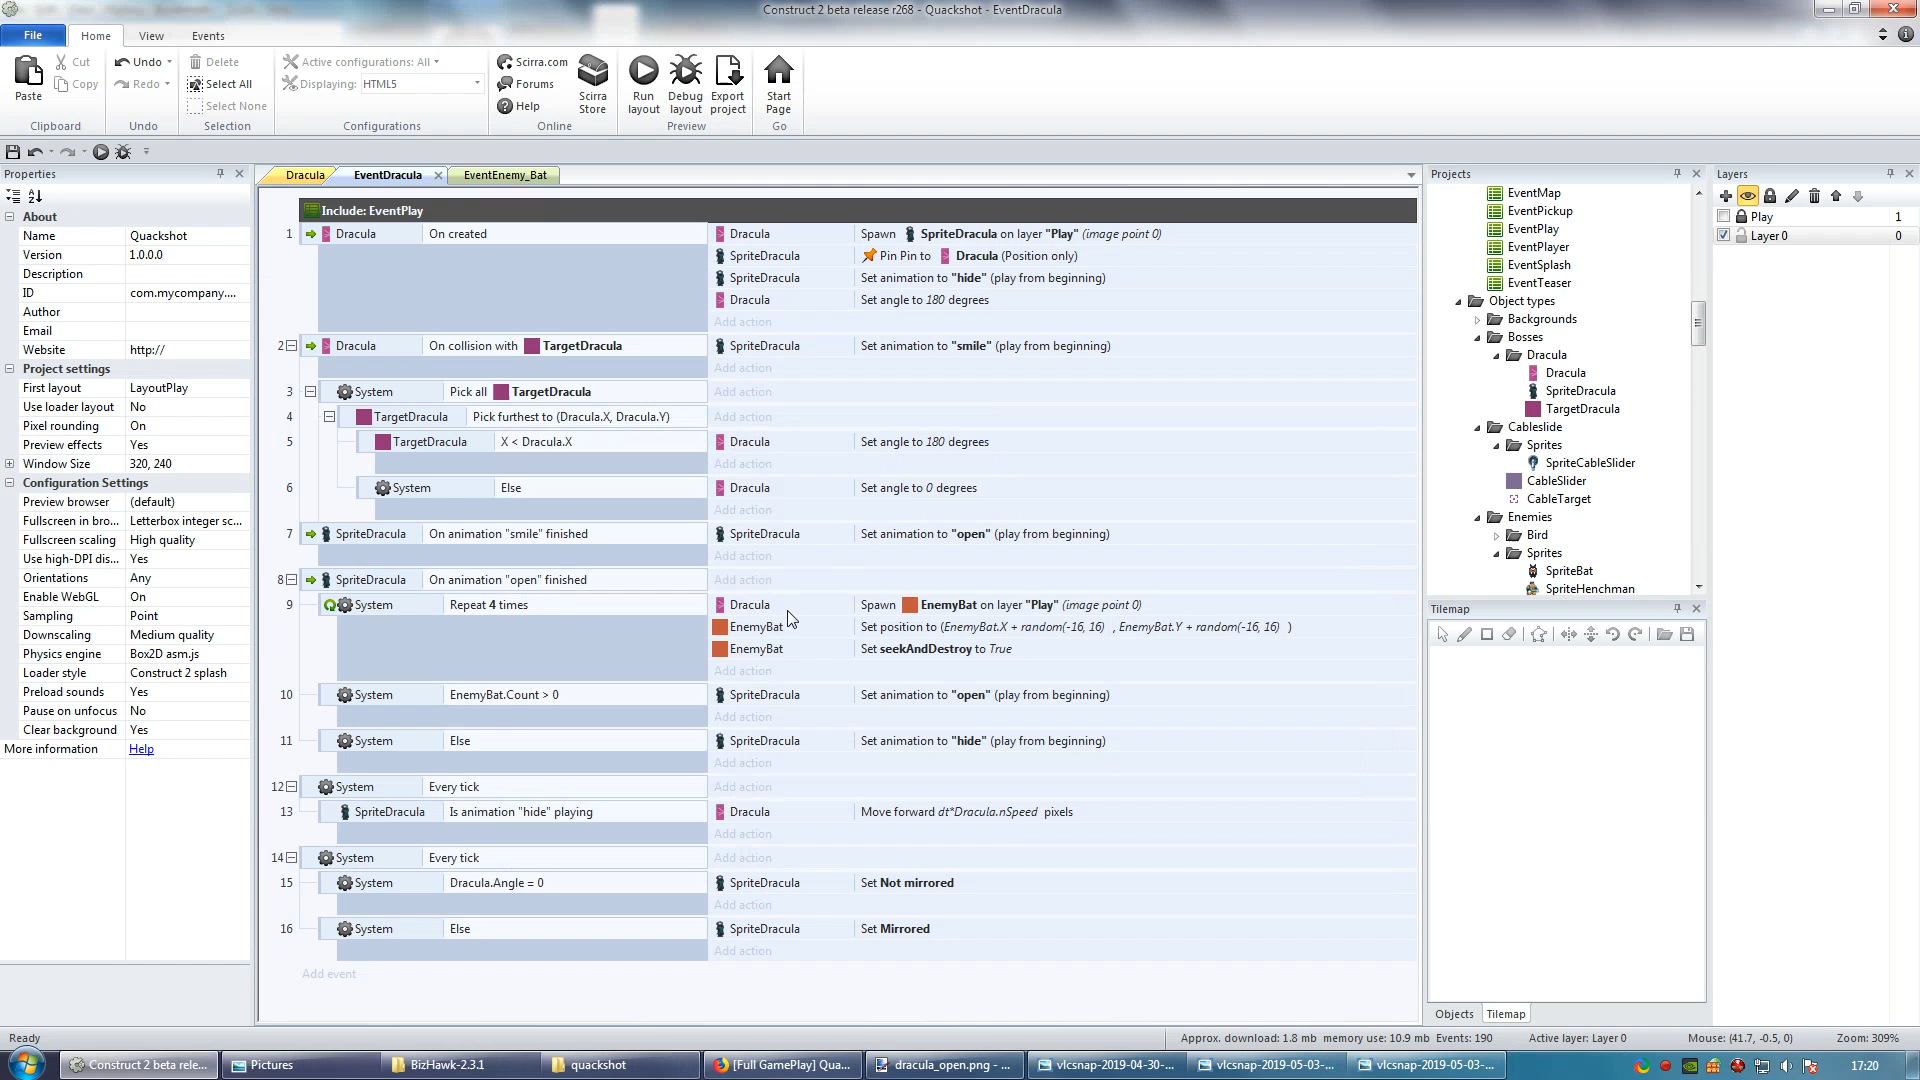 Construct 2 beta release r268 - Quackshot - EventDracula
File Home View Events
Paste Cut Copy Clipboard
Undo Redo Undo
Delete Select All Select None Selection
Active configurations: All
Displaying: HTML5
Configurations
Scirra.com Forums Help Scirra Store Online
Run layout Debug layout Export project Preview
Start Page Go
Properties
About
Name Quackshot
Version 1.0.0.0
Description
ID com.mycompany....
Author
Email
Website http://
Project settings
First layout LayoutPlay
Use loader layout No
Pixel rounding On
Preview effects Yes
Window Size 320, 240
Configuration Settings
Preview browser (default)
Fullscreen in bro... Letterbox integer sc...
Fullscreen scaling High quality
Use high-DPI dis... Yes
Orientations Any
Enable WebGL On
Sampling Point
Downscaling Medium quality
Physics engine Box2D asm.js
Loader style Construct 2 splash
Preload sounds Yes
Pause on unfocus No
Clear background Yes
More information Help
Dracula EventDracula EventEnemy_Bat
Include: EventPlay
1 Dracula On created Dracula Spawn SpriteDracula on layer "Play" (image point 0)
SpriteDracula Pin Pin to Dracula (Position only)
SpriteDracula Set animation to "hide" (play from beginning)
Dracula Set angle to 180 degrees
Add action
2 Dracula On collision with TargetDracula SpriteDracula Set animation to "smile" (play from beginning)
Add action
3 System Pick all TargetDracula Add action
4 TargetDracula Pick furthest to (Dracula.X, Dracula.Y) Add action
5 TargetDracula X < Dracula.X Dracula Set angle to 180 degrees
Add action
6 System Else Dracula Set angle to 0 degrees
Add action
7 SpriteDracula On animation "smile" finished SpriteDracula Set animation to "open" (play from beginning)
Add action
8 SpriteDracula On animation "open" finished Add action
9 System Repeat 4 times Dracula Spawn EnemyBat on layer "Play" (image point 0)
EnemyBat Set position to (EnemyBat.X + random(-16, 16) , EnemyBat.Y + random(-16, 16) )
EnemyBat Set seekAndDestroy to True
Add action
10 System EnemyBat.Count > 0 SpriteDracula Set animation to "open" (play from beginning)
Add action
11 System Else SpriteDracula Set animation to "hide" (play from beginning)
Add action
12 System Every tick Add action
13 SpriteDracula Is animation "hide" playing Dracula Move forward dt*Dracula.nSpeed pixels
Add action
14 System Every tick Add action
15 System Dracula.Angle = 0 SpriteDracula Set Not mirrored
Add action
16 System Else SpriteDracula Set Mirrored
Add action
Add event
Projects
EventMap
EventPickup
EventPlay
EventPlayer
EventSplash
EventTeaser
Object types
Backgrounds
Bosses
Dracula
Dracula
SpriteDracula
TargetDracula
Cableslide
Sprites
SpriteCableSlider
CableSlider
CableTarget
Enemies
Bird
Sprites
SpriteBat
SpriteHenchman
Tilemap
Objects Tilemap
Layers
Play 1
Layer 0 0
Ready Approx. download: 1.8 mb memory use: 10.9 mb Events: 190 Active layer: Layer 0 Mouse: (41.7, -0.5, 0) Zoom: 309%
Construct 2 beta rele... Pictures BizHawk-2.3.1 quackshot [Full GamePlay] Qua... dracula_open.png - ... vlcsnap-2019-04-30-... vlcsnap-2019-05-03-... vlcsnap-2019-05-03-... 17:20